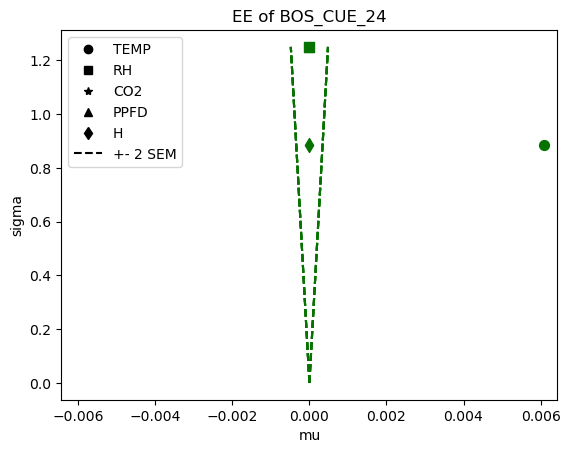 EE of BOS_CUE_24
TEMP
RH
CO2
PPFD
H
+- 2 SEM
sigma
1.2
1.0
0.8
0.6
0.4
0.2
0.0
−0.006
−0.004
−0.002
0.000
0.002
0.004
0.006
mu